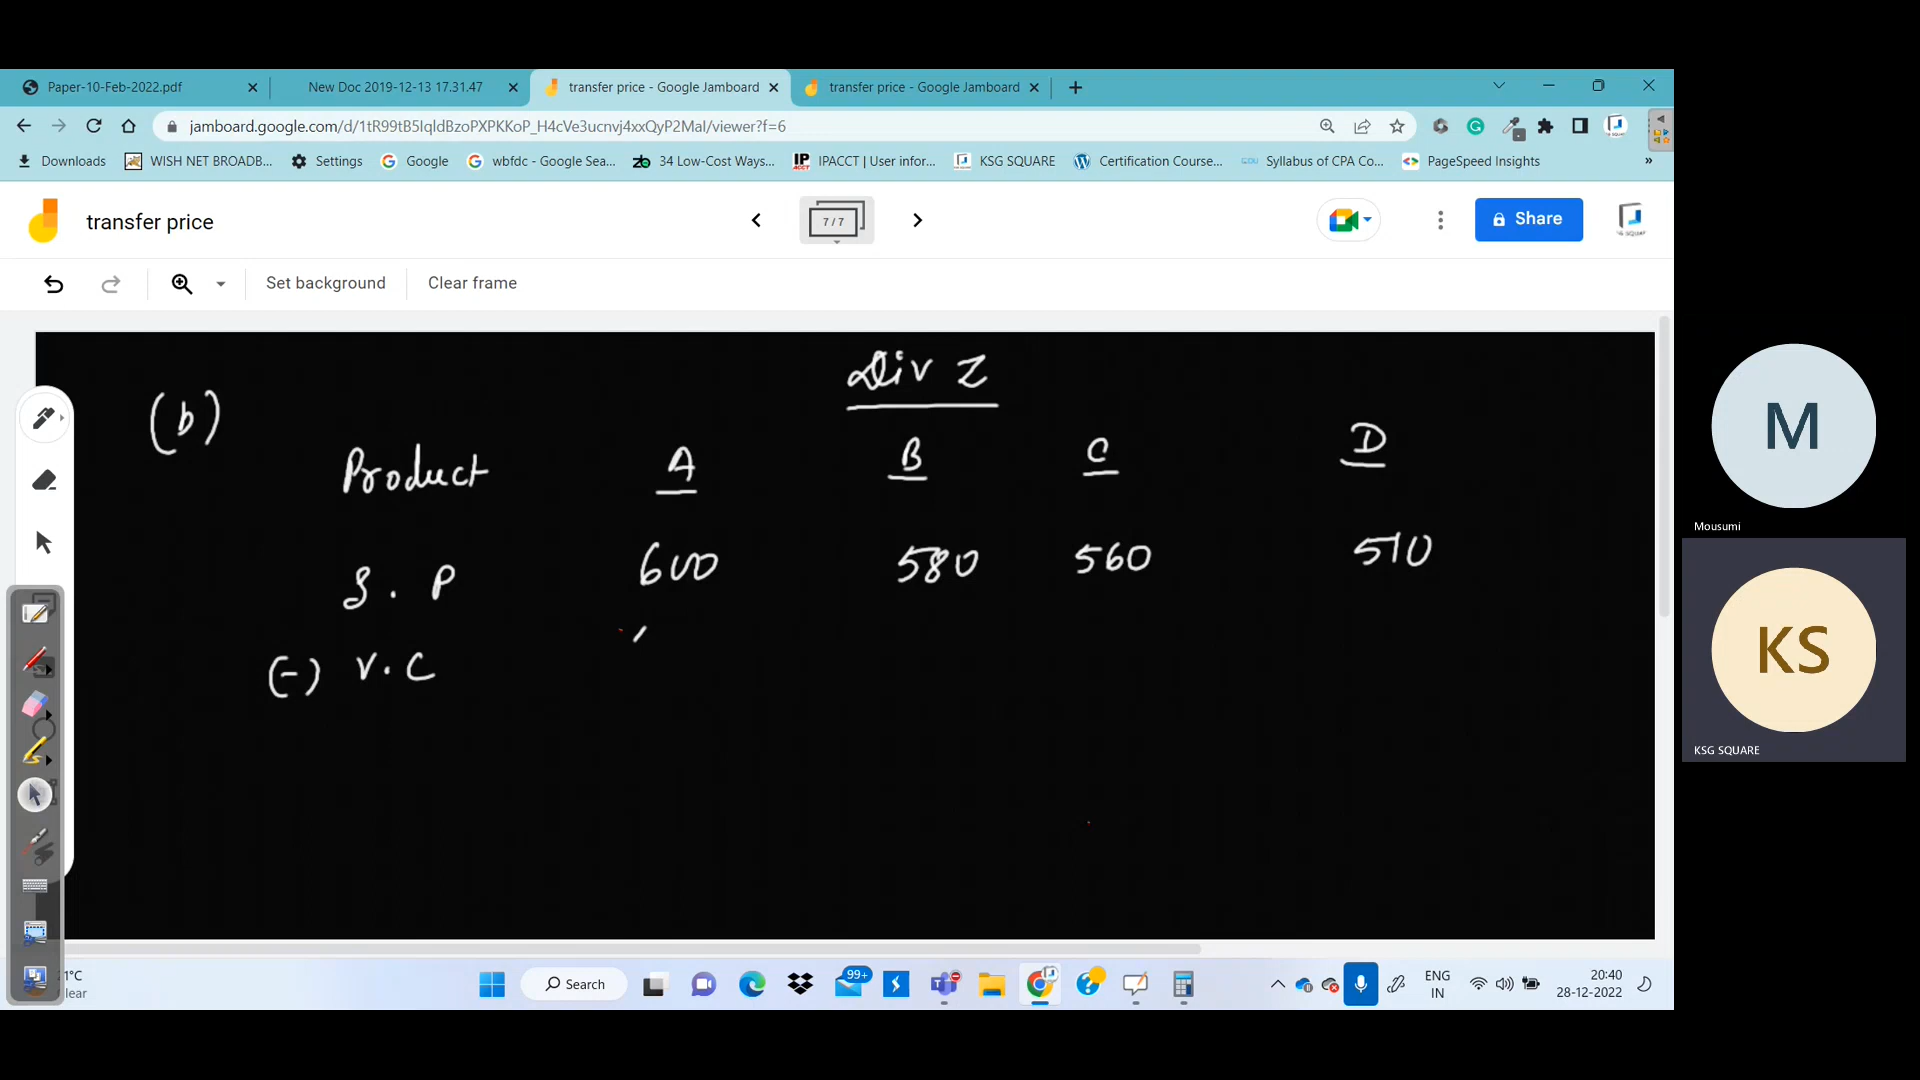 Paper-10-Feb-2022.pdf
New Doc 2019-12-13 17.31.47
transfer price - Google Jamboard
transfer price - Google Jamboard
jamboard.google.com/d/1tR99tB5IqldBzoPXPKKoP_H4cVe3ucnvj4xxQyP2MaI/viewer?f=6
Downloads
WISH NET BROADB...
Settings
Google
wbfdc - Google Sea...
34 Low-Cost Ways...
IPACCT | User infor...
KSG SQUARE
Certification Course...
Syllabus of CPA Co...
PageSpeed Insights
»
transfer price
7 / 7
Share
Set background
Clear frame
Div Z
(b)
Product A B C D
S. P 600 580 560 510
(-) V. C
M
Mousumi
KS
KSG SQUARE
Search
99+
ENG
IN
20:40
28-12-2022